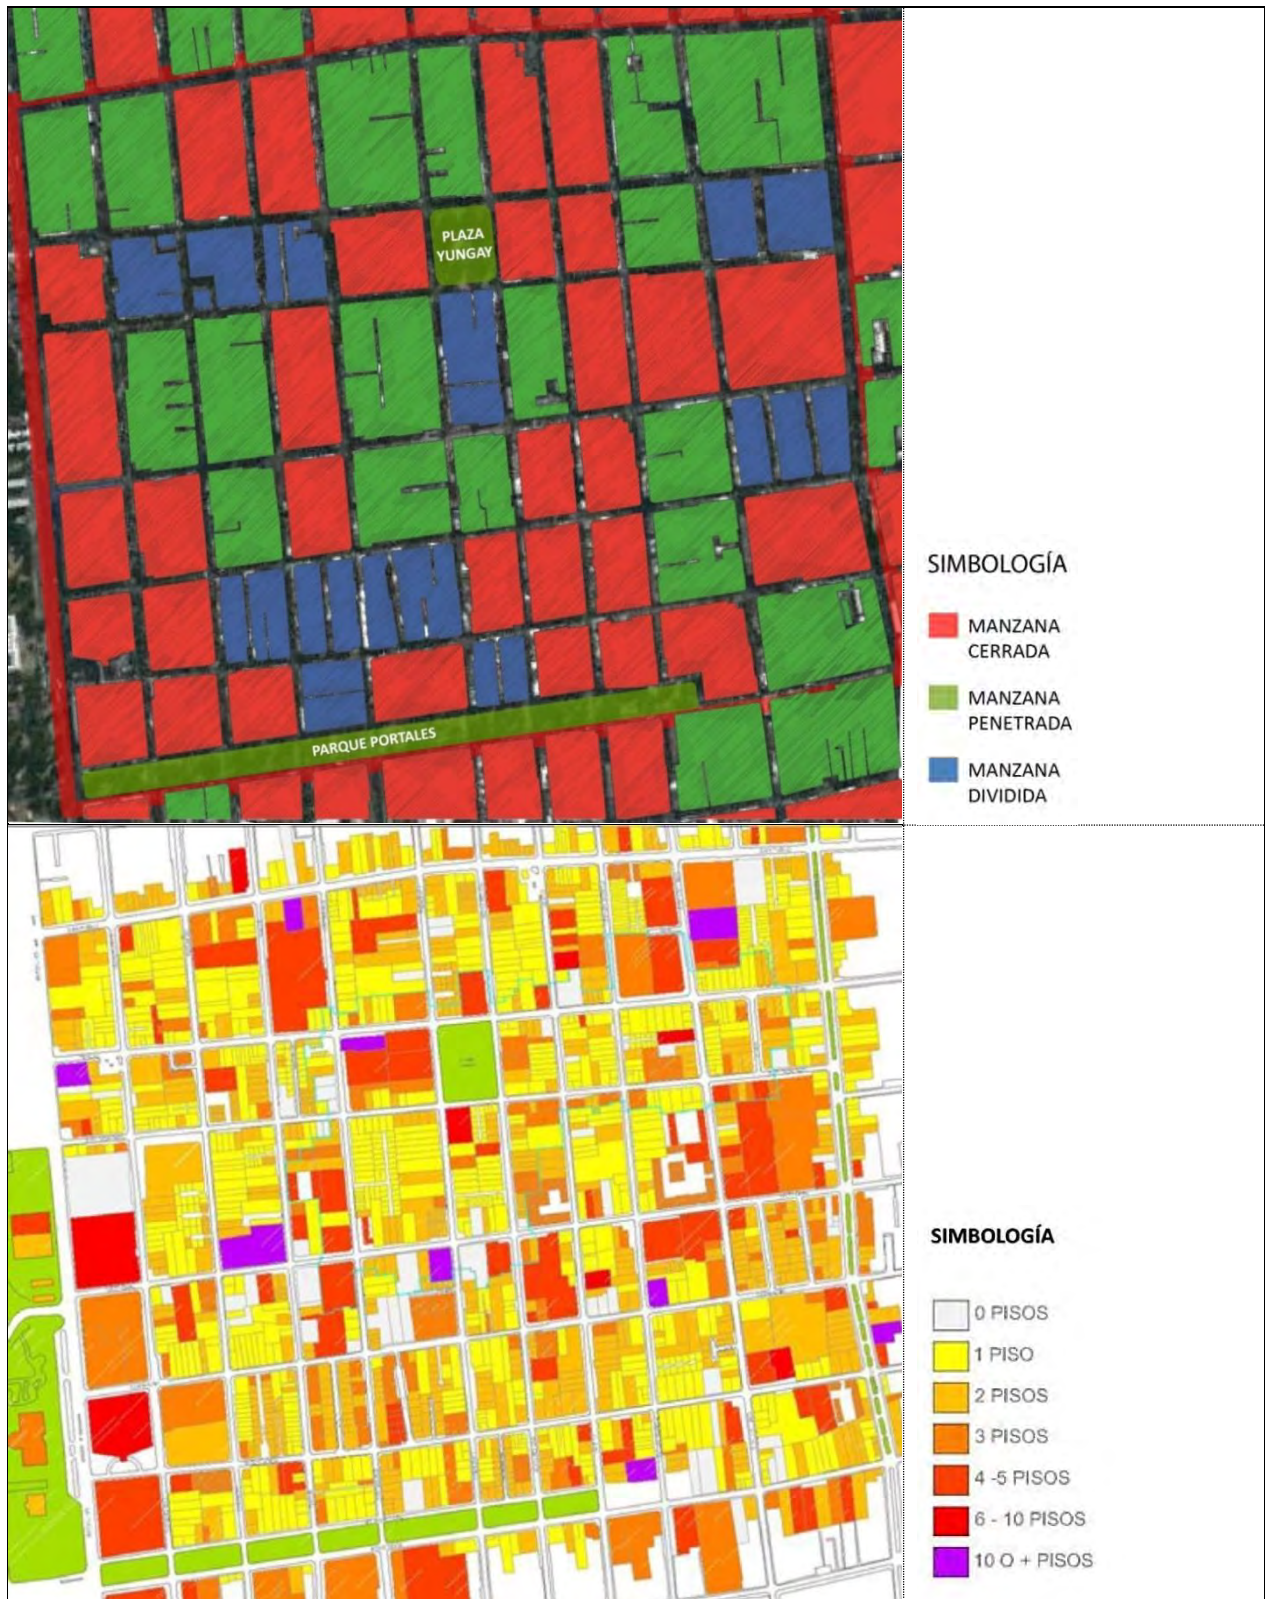 PLAZA
YUNGAY
PARQUE PORTALES
SIMBOLOGÍA
MANZANA
CERRADA
MANZANA
PENETRADA
MANZANA
DIVIDIDA
SIMBOLOGÍA
0 PISOS
1 PISO
2 PISOS
3 PISOS
4 -5 PISOS
6 - 10 PISOS
10 O + PISOS